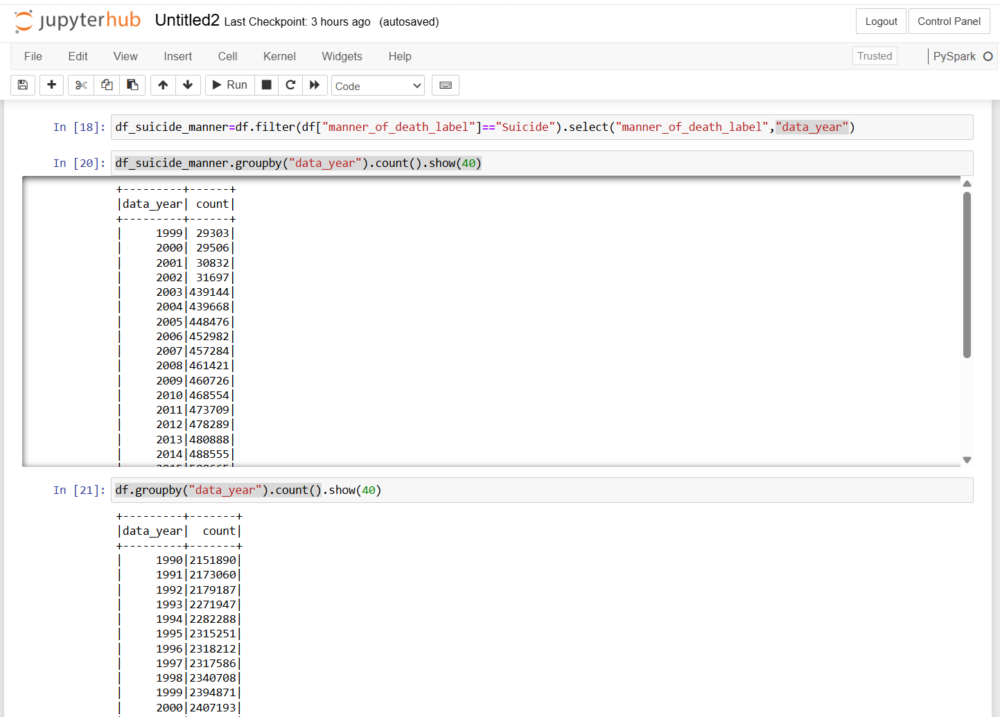 jupyterhub Untitled2 Last Checkpoint: 3 hours ago (autosaved) Logout Control Panel
File Edit View Insert Cell Kernel Widgets Help Trusted PySpark
Run Code
In [18]: df_suicide_manner=df.filter(df["manner_of_death_label"]=="Suicide").select("manner_of_death_label","data_year")
In [20]: df_suicide_manner.groupby("data_year").count().show(40)
+---------+------+
|data_year| count|
+---------+------+
|     1999| 29303|
|     2000| 29506|
|     2001| 30832|
|     2002| 31697|
|     2003|439144|
|     2004|439668|
|     2005|448476|
|     2006|452982|
|     2007|457284|
|     2008|461421|
|     2009|460726|
|     2010|468554|
|     2011|473709|
|     2012|478289|
|     2013|480888|
|     2014|488555|
In [21]: df.groupby("data_year").count().show(40)
+---------+-------+
|data_year|  count|
+---------+-------+
|     1990|2151890|
|     1991|2173060|
|     1992|2179187|
|     1993|2271947|
|     1994|2282288|
|     1995|2315251|
|     1996|2318212|
|     1997|2317586|
|     1998|2340708|
|     1999|2394871|
|     2000|2407193|